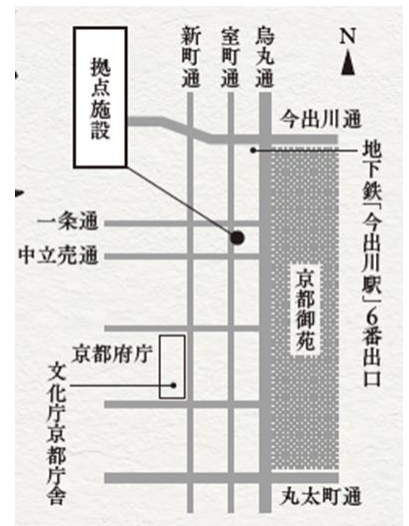 N
烏丸通
室町通
新町通
拠点施設
今出川通
地下鉄「今出川駅」6番出口
一条通
中立売通
京都御苑
京都府庁
文化庁京都庁舎
丸太町通